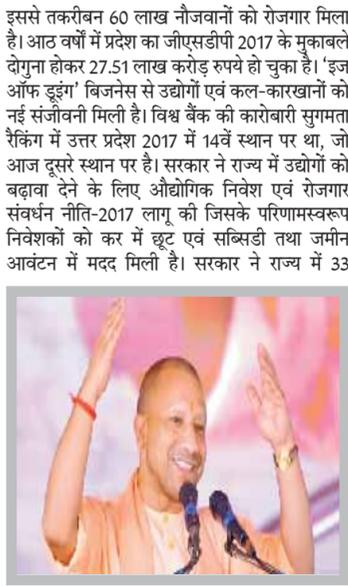 इससे तकरीबन 60 लाख नौजवानों को रोजगार मिला
है। आठ वर्षों में प्रदेश का जीएसडीपी 2017 के मुकाबले
दोगुना होकर 27.51 लाख करोड़ रुपये हो चुका है। ‘इज
ऑफ डूइंग’ बिजनेस से उद्योगों एवं कल-कारखानों को
नई संजीवनी मिली है। विश्व बैंक की कारोबारी सुगमता
रैकिंग में उत्तर प्रदेश 2017 में 14वें स्थान पर था, जो
आज दूसरे स्थान पर है। सरकार ने राज्य में उद्योगों को
बढ़ावा देने के लिए औद्योगिक निवेश एवं रोजगार
संवर्धन नीति-2017 लागू की जिसके परिणामस्वरूप
निवेशकों को कर में छूट एवं सब्सिडी तथा जमीन
आवंटन में मदद मिली है। सरकार ने राज्य में 33